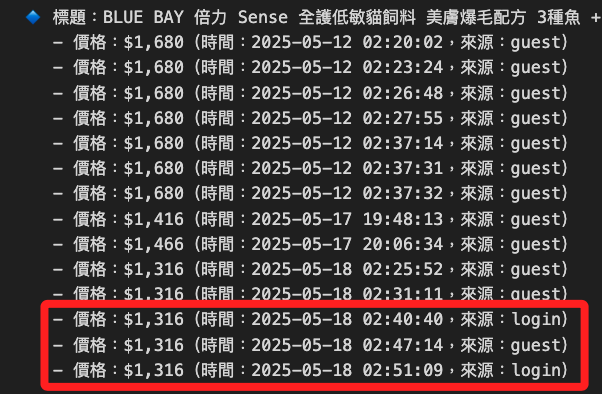 標題：BLUE BAY 倍力 Sense 全護低敏貓飼料 美膚爆毛配方 3種魚 +
- 價格：$1,680 (時間：2025-05-12 02:20:02，來源：guest)
- 價格：$1,680 (時間：2025-05-12 02:23:24，來源：guest)
- 價格：$1,680 (時間：2025-05-12 02:26:48，來源：guest)
- 價格：$1,680 (時間：2025-05-12 02:27:55，來源：guest)
- 價格：$1,680 (時間：2025-05-12 02:37:14，來源：guest)
- 價格：$1,680 (時間：2025-05-12 02:37:31，來源：guest)
- 價格：$1,680 (時間：2025-05-12 02:37:32，來源：guest)
- 價格：$1,416 (時間：2025-05-17 19:48:13，來源：guest)
- 價格：$1,466 (時間：2025-05-17 20:06:34，來源：guest)
- 價格：$1,316 (時間：2025-05-18 02:25:52，來源：guest)
- 價格：$1,316 (時間：2025-05-18 02:31:11，來源：guest)
- 價格：$1,316 (時間：2025-05-18 02:40:40，來源：login)
- 價格：$1,316 (時間：2025-05-18 02:47:14，來源：guest)
- 價格：$1,316 (時間：2025-05-18 02:51:09，來源：login)